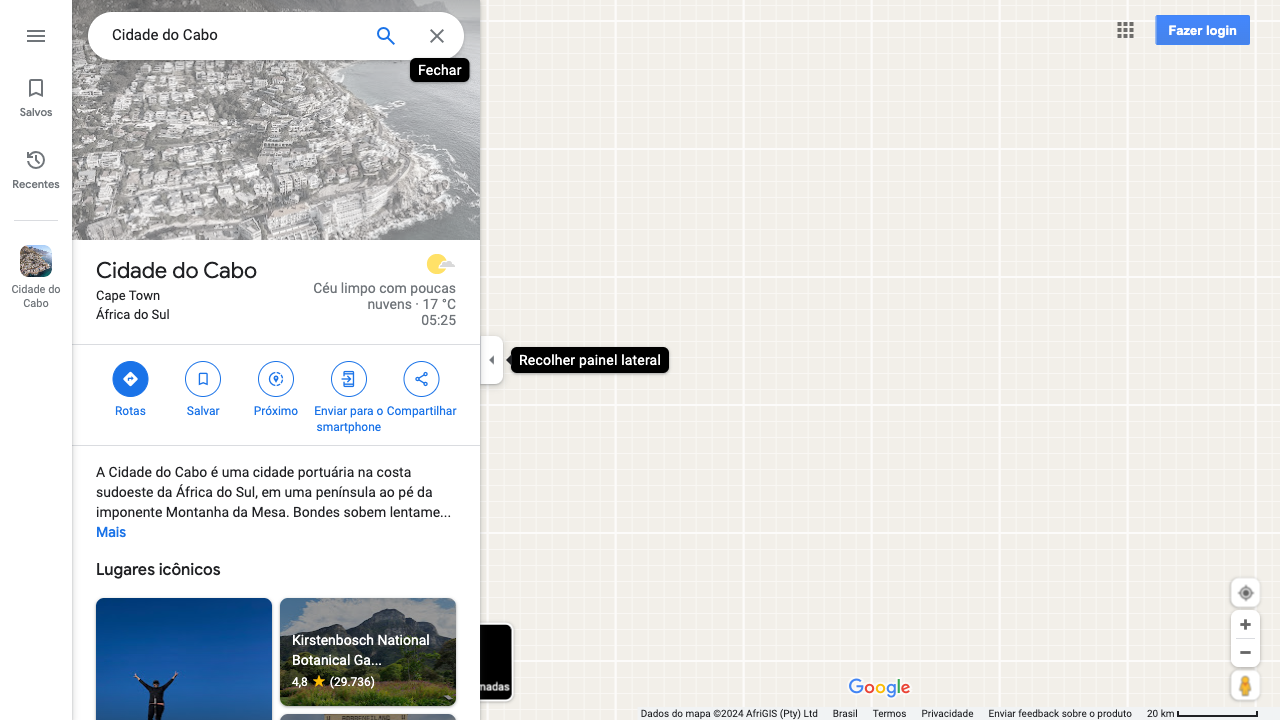 Cidade do Cabo
Fechar
Fazer login
Salvos
Recentes
Cidade do
Cabo
Cidade do Cabo
Cape Town
África do Sul
Céu limpo com poucas
nuvens · 17 °C
05:25
Recolher painel lateral
Rotas
Salvar
Próximo
Enviar para o
smartphone
Compartilhar
A Cidade do Cabo é uma cidade portuária na costa
sudoeste da África do Sul, em uma península ao pé da
imponente Montanha da Mesa. Bondes sobem lentame...
Mais
Lugares icônicos
Kirstenbosch National
Botanical Ga...
4,8 ★ (29.736)
Google
Dados do mapa ©2024 AfriGIS (Pty) Ltd Brasil Termos Privacidade Enviar feedback sobre o produto 20 km